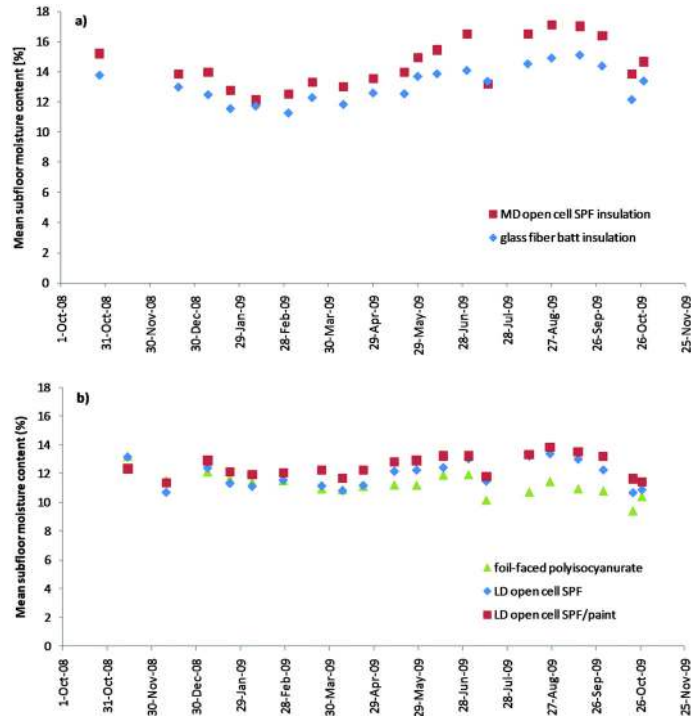 a)
Mean subfloor moisture content [%]
18
16
14
12
10
8
6
4
2
0
MD open cell SPF insulation
glass fiber batt insulation
1-Oct-08
31-Oct-08
30-Nov-08
30-Dec-08
29-Jan-09
28-Feb-09
30-Mar-09
29-Apr-09
29-May-09
28-Jun-09
28-Jul-09
27-Aug-09
26-Sep-09
26-Oct-09
25-Nov-09
b)
Mean subfloor moisture content (%)
18
16
14
12
10
8
6
4
2
0
foil-faced polyisocyanurate
LD open cell SPF
LD open cell SPF/paint
1-Oct-08
31-Oct-08
30-Nov-08
30-Dec-08
29-Jan-09
28-Feb-09
30-Mar-09
29-Apr-09
29-May-09
28-Jun-09
28-Jul-09
27-Aug-09
26-Sep-09
26-Oct-09
25-Nov-09